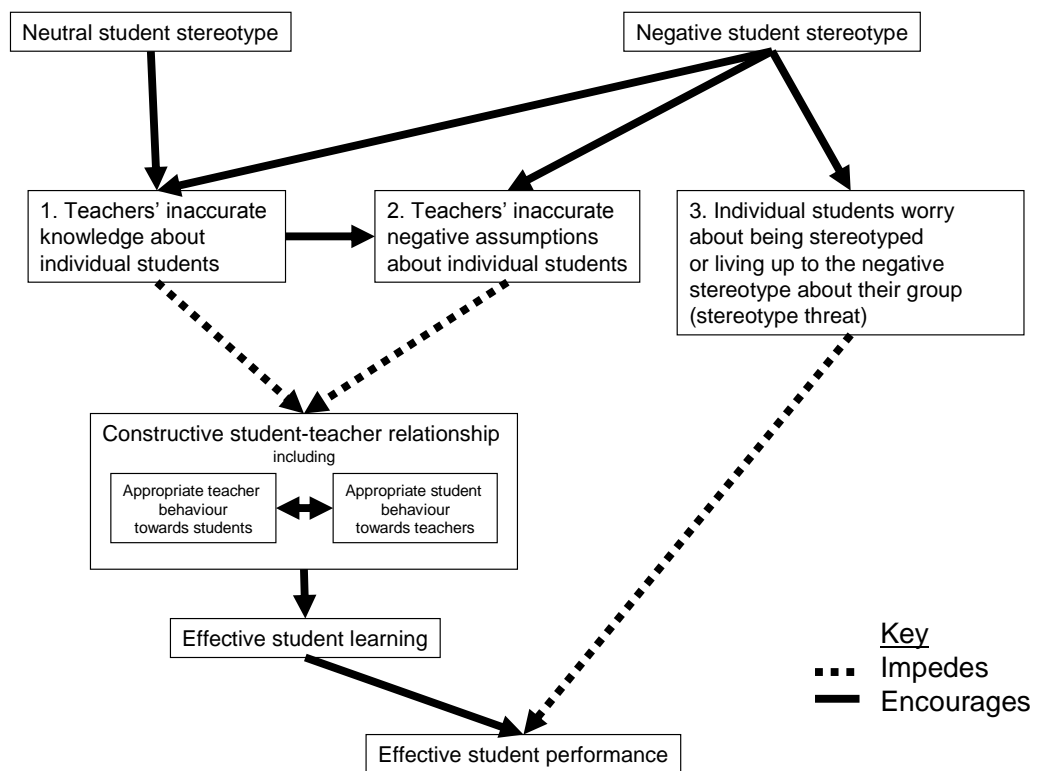 Neutral student stereotype
Negative student stereotype
1. Teachers’ inaccurate
knowledge about
individual students
2. Teachers’ inaccurate
negative assumptions
about individual students
3. Individual students worry
about being stereotyped
or living up to the negative
stereotype about their group
(stereotype threat)
Constructive student-teacher relationship
including
Appropriate teacher
behaviour
towards students
Appropriate student
behaviour
towards teachers
Effective student learning
Key
Impedes
Encourages
Effective student performance